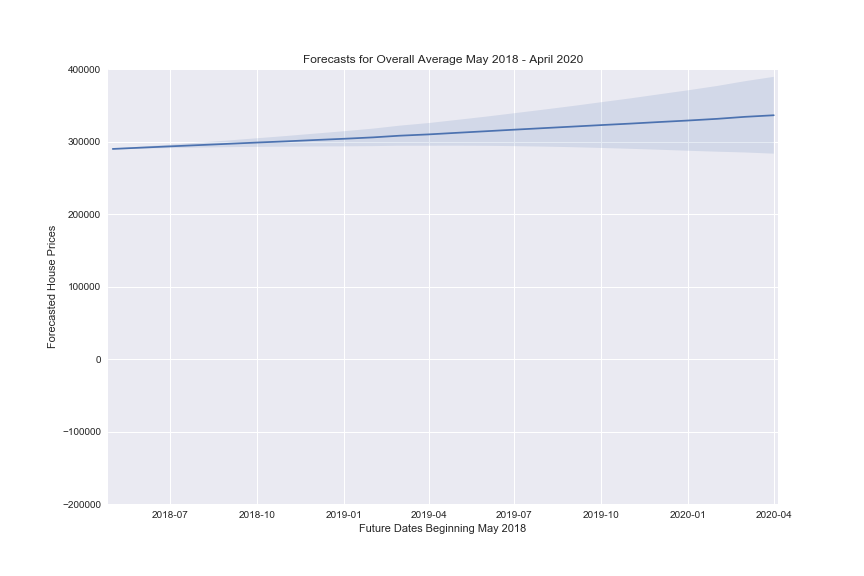 Forecasts for Overall Average May 2018 - April 2020
400000
300000
200000
100000
0
−100000
−200000
Forecasted House Prices
2018-07 2018-10 2019-01 2019-04 2019-07 2019-10 2020-01 2020-04
Future Dates Beginning May 2018